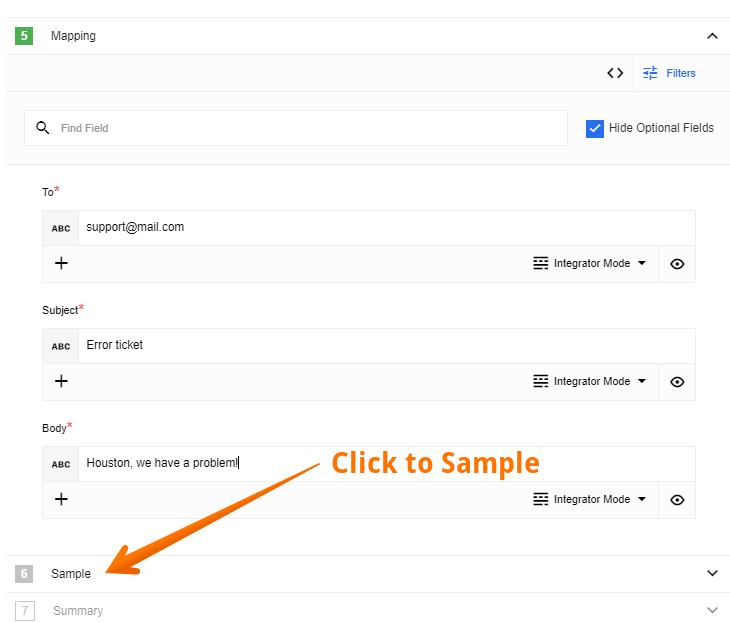 5 Mapping
Filters
Find Field
Hide Optional Fields
To*
ABC support@mail.com
Integrator Mode
Subject*
ABC Error ticket
Integrator Mode
Body*
ABC Houston, we have a problem!
Click to Sample
Integrator Mode
6 Sample
7 Summary